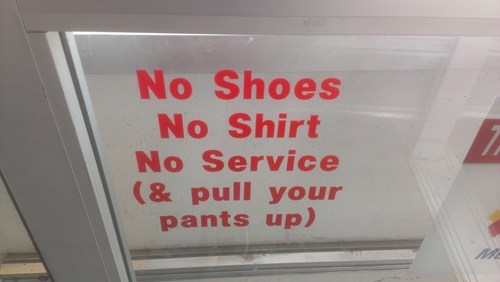 No Shoes
No Shirt
No Service
(& pull your
pants up)